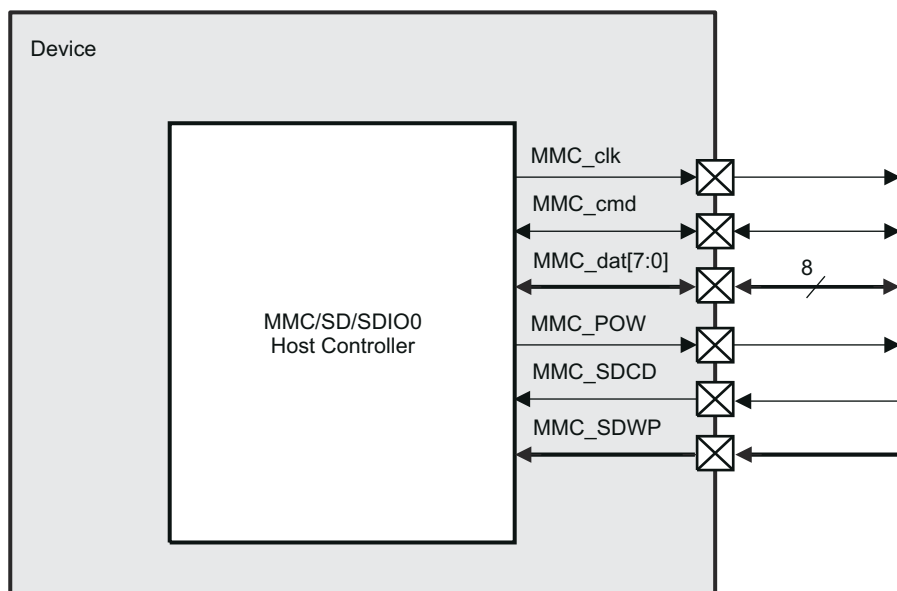 Device
MMC_clk
MMC_cmd
MMC_dat[7:0]
8
MMC/SD/SDIO0
Host Controller
MMC_POW
MMC_SDCD
MMC_SDWP